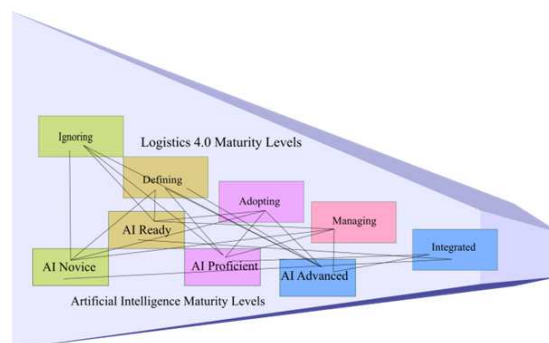 Ignoring
Logistics 4.0 Maturity Levels
Defining
Adopting
AI Ready
Managing
Integrated
AI Novice
AI Proficient
AI Advanced
Artificial Intelligence Maturity Levels